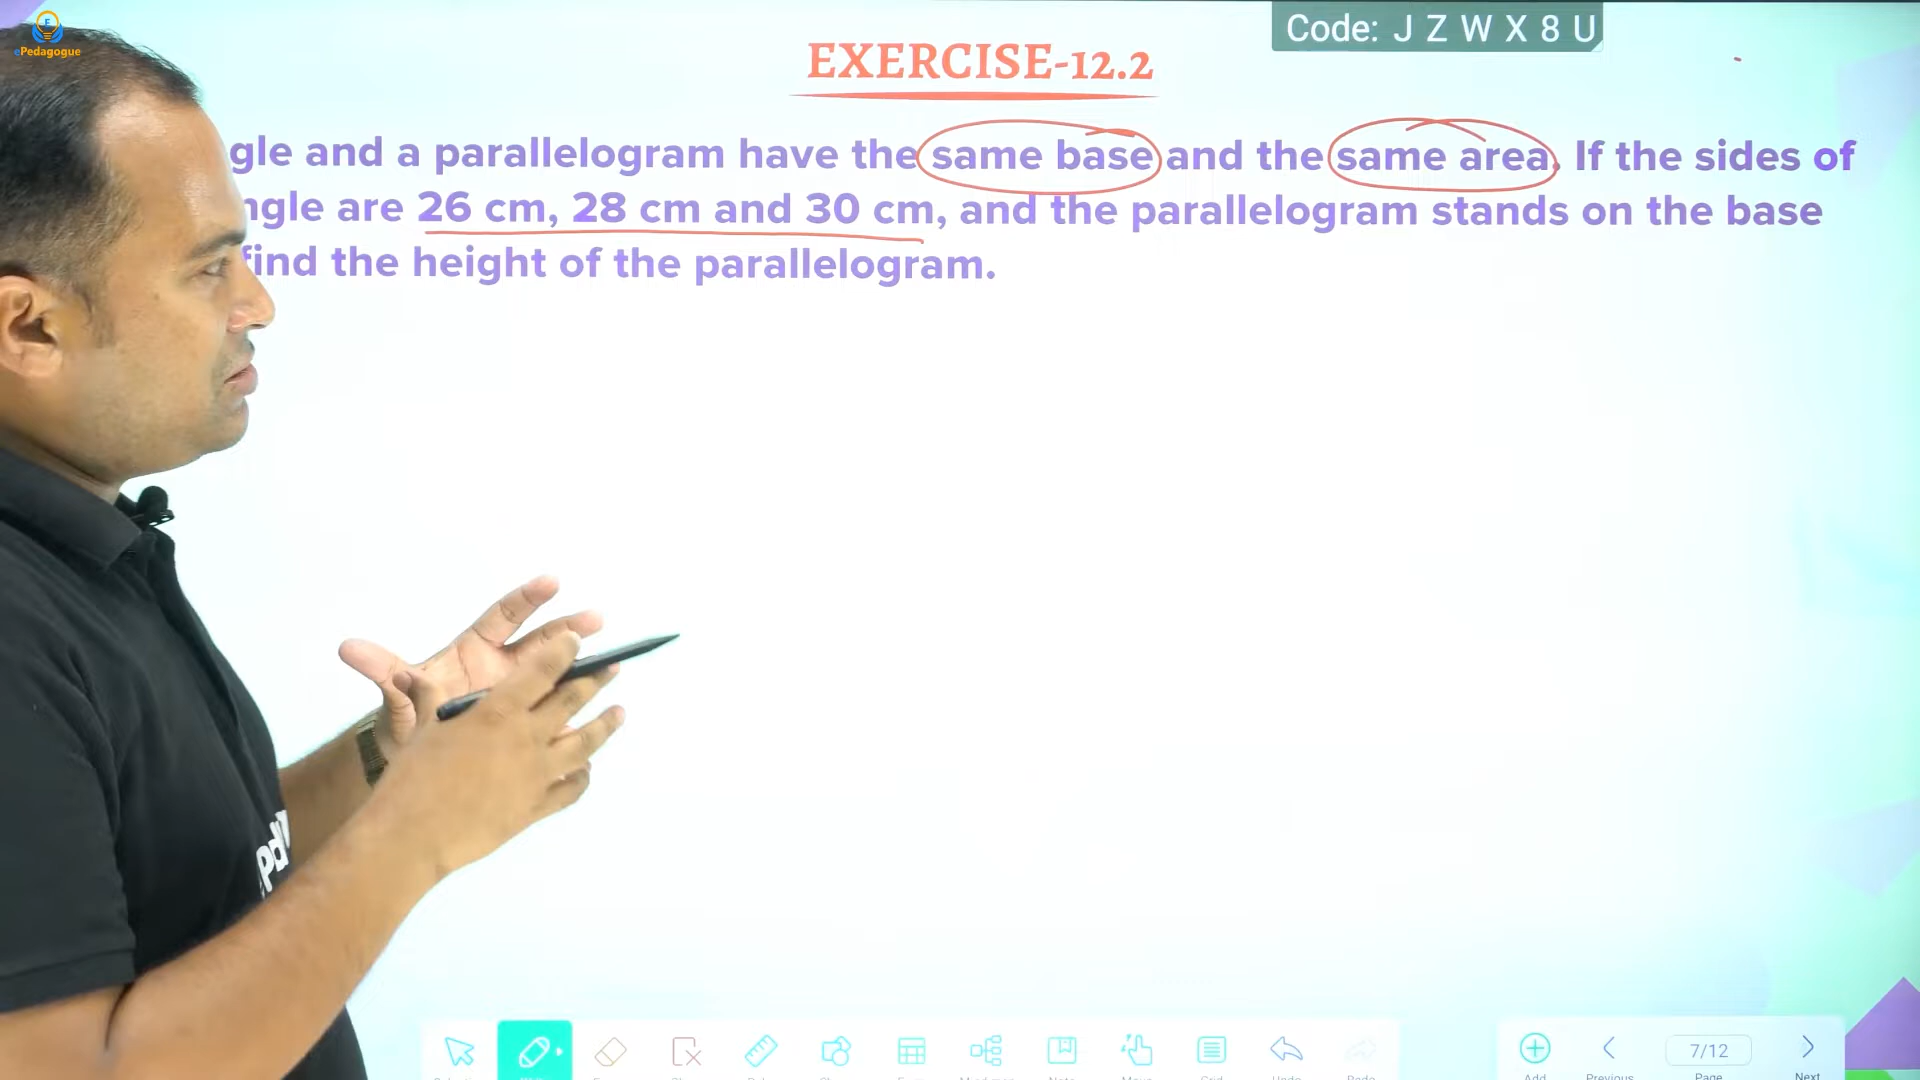 ePedagogue
Code: J Z W X 8 U
EXERCISE-12.2
gle and a parallelogram have the same base and the same area. If the sides of
ngle are 26 cm, 28 cm and 30 cm, and the parallelogram stands on the base
find the height of the parallelogram.
7/12
Add
Previous
Page
Next
Undo